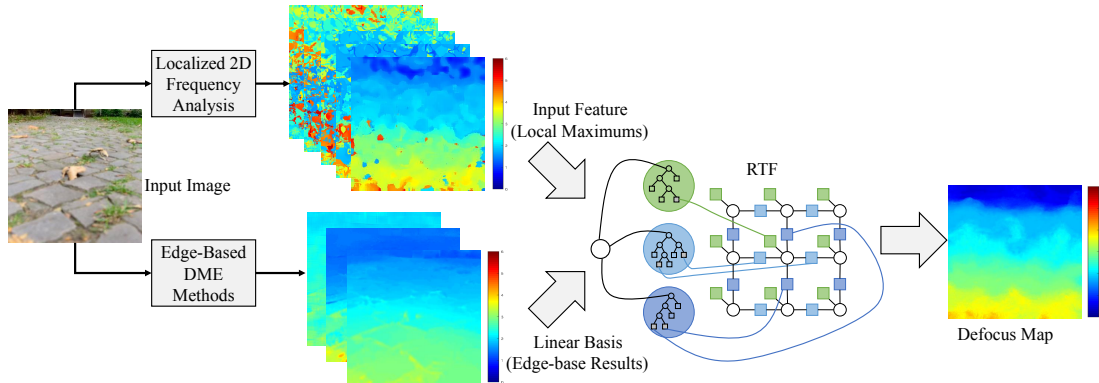 Localized 2D
Frequency
Analysis
Input Feature
(Local Maximums)
RTF
Input Image
Edge-Based
DME
Methods
Linear Basis
(Edge-base Results)
Defocus Map